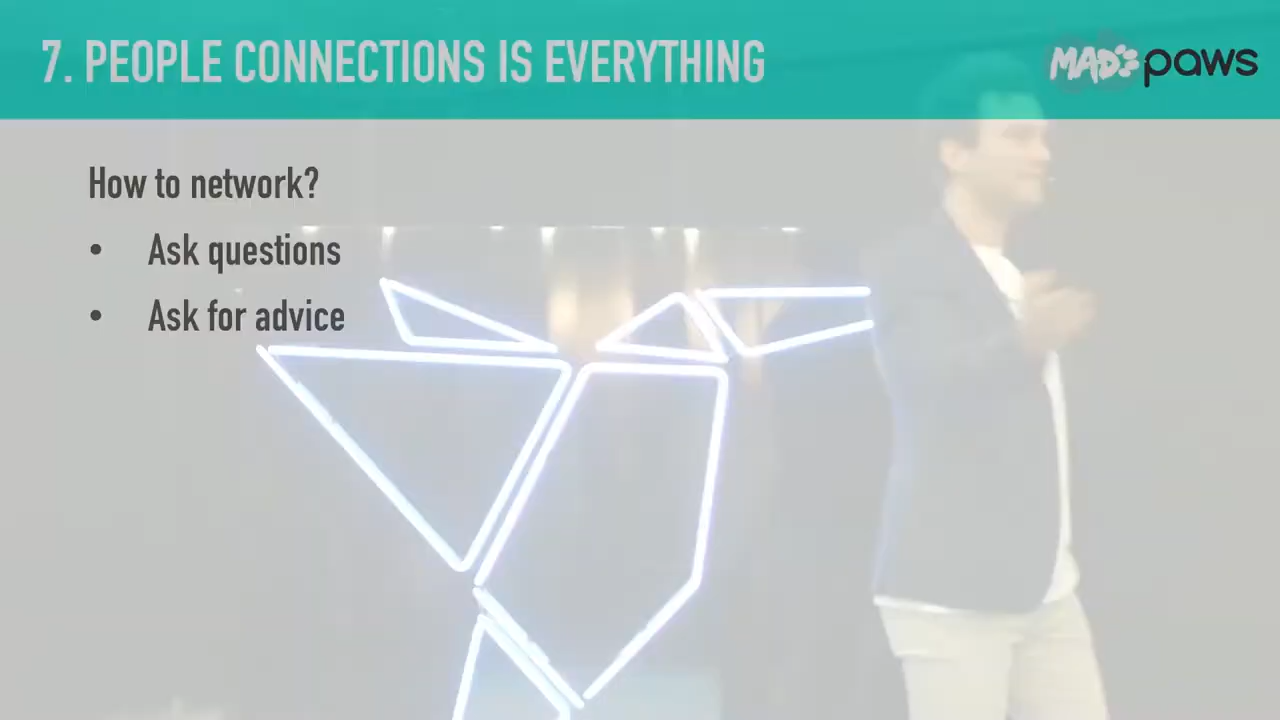 7. PEOPLE CONNECTIONS IS EVERYTHING
MAD paws
How to network?
• Ask questions
• Ask for advice